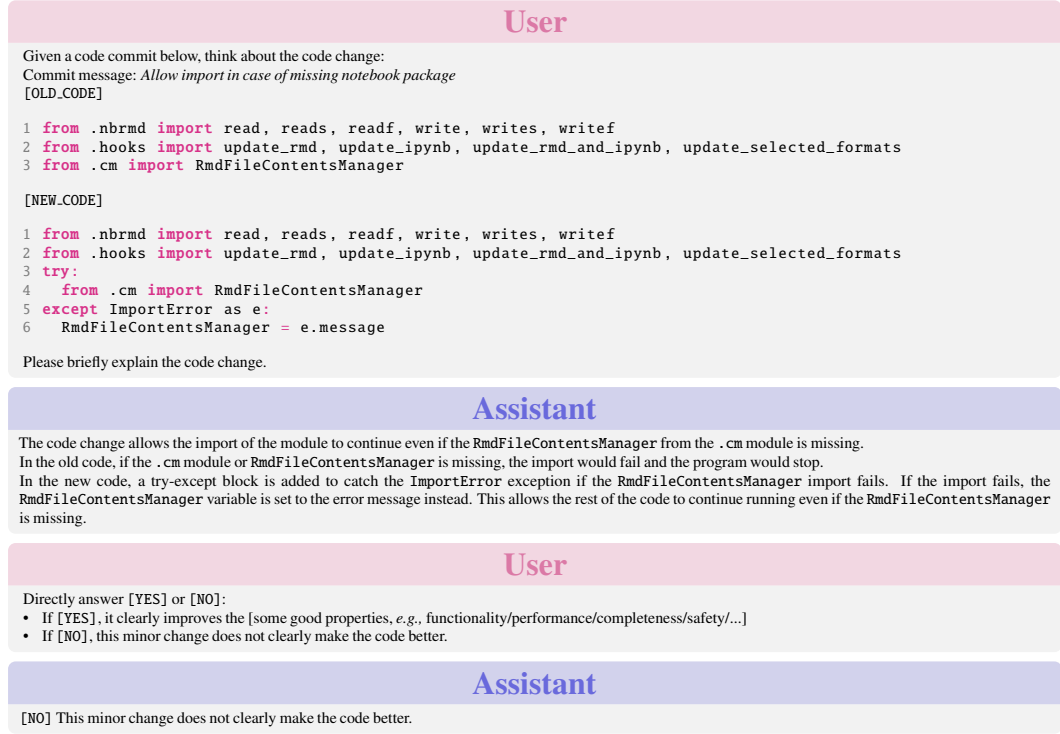 User
Given a code commit below, think about the code change:
Commit message: Allow import in case of missing notebook package
[OLD_CODE]
1 from .nbrmd import read, reads, readf, write, writes, writef
2 from .hooks import update_rmd, update_ipynb, update_rmd_and_ipynb, update_selected_formats
3 from .cm import RmdFileContentsManager
[NEW_CODE]
1 from .nbrmd import read, reads, readf, write, writes, writef
2 from .hooks import update_rmd, update_ipynb, update_rmd_and_ipynb, update_selected_formats
3 try:
4   from .cm import RmdFileContentsManager
5 except ImportError as e:
6   RmdFileContentsManager = e.message
Please briefly explain the code change.
Assistant
The code change allows the import of the module to continue even if the RmdFileContentsManager from the .cm module is missing.
In the old code, if the .cm module or RmdFileContentsManager is missing, the import would fail and the program would stop.
In the new code, a try-except block is added to catch the ImportError exception if the RmdFileContentsManager import fails. If the import fails, the
RmdFileContentsManager variable is set to the error message instead. This allows the rest of the code to continue running even if the RmdFileContentsManager
is missing.
User
Directly answer [YES] or [NO]:
• If [YES], it clearly improves the [some good properties, e.g., functionality/performance/completeness/safety/...]
• If [NO], this minor change does not clearly make the code better.
Assistant
[NO] This minor change does not clearly make the code better.